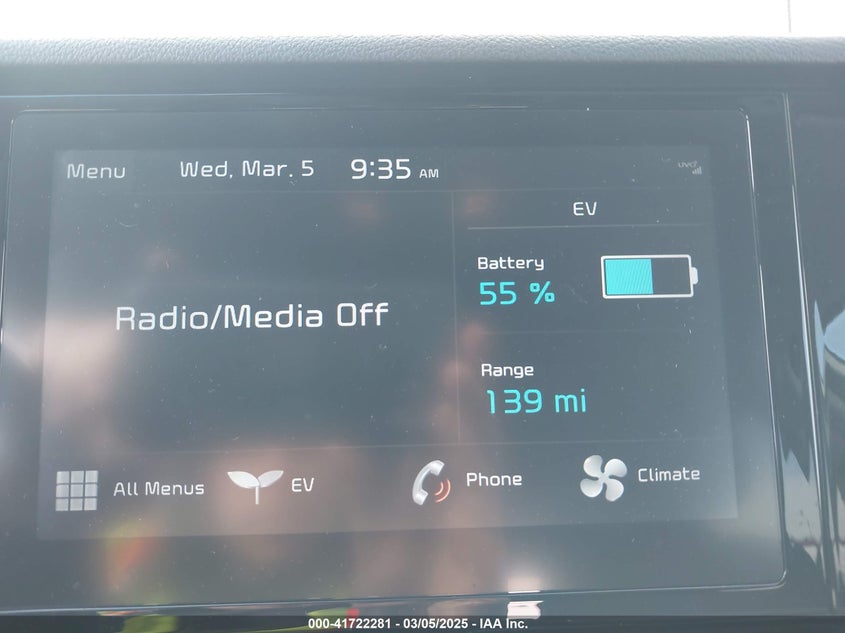 Menu Wed, Mar. 5 9:35 AM UVO
EV
Battery
55 %
Radio/Media Off
Range
139 mi
All Menus EV Phone Climate
000-41722281 - 03/05/2025 - IAA Inc.